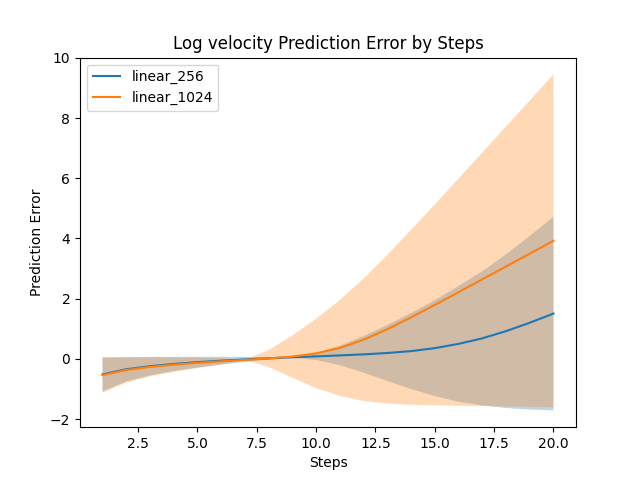 Log velocity Prediction Error by Steps
linear_256
linear_1024
Prediction Error
10
8
6
4
2
0
−2
2.5 5.0 7.5 10.0 12.5 15.0 17.5 20.0
Steps